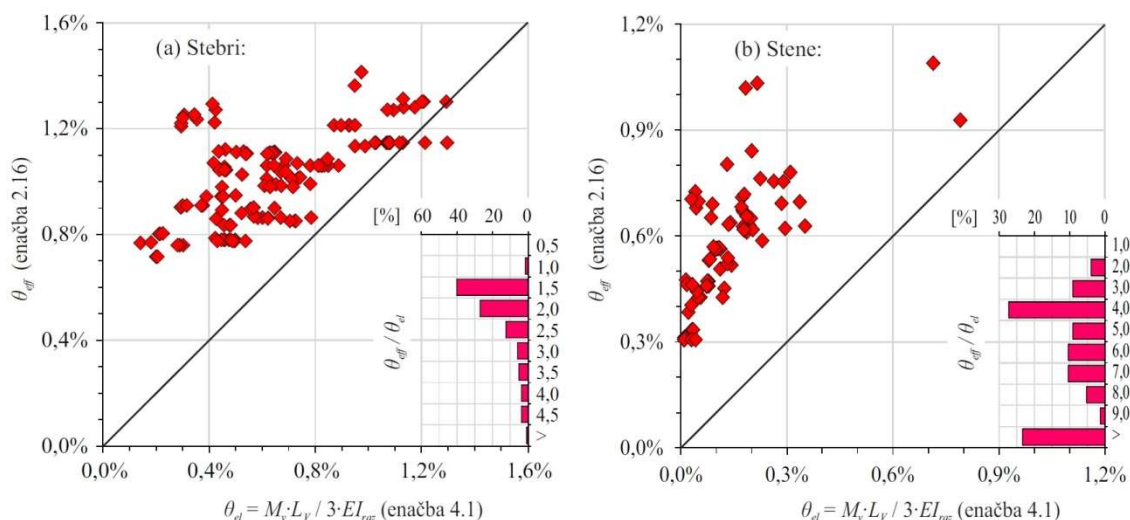 1,6%
1,2%
0,8%
0,4%
0,0%
θeff (enačba 2.16)
(a) Stebri:
[%] 60 40 20 0
0,5
1,0
1,5
2,0
2,5
3,0
3,5
4,0
4,5
>
θeff / θel
0,0% 0,4% 0,8% 1,2% 1,6%
θel = My·LV / 3·EIraz (enačba 4.1)
1,2%
0,9%
0,6%
0,3%
0,0%
θeff (enačba 2.16)
(b) Stene:
[%] 30 20 10 0
1,0
2,0
3,0
4,0
5,0
6,0
7,0
8,0
9,0
>
θeff / θel
0,0% 0,3% 0,6% 0,9% 1,2%
θel = My·LV / 3·EIraz (enačba 4.1)